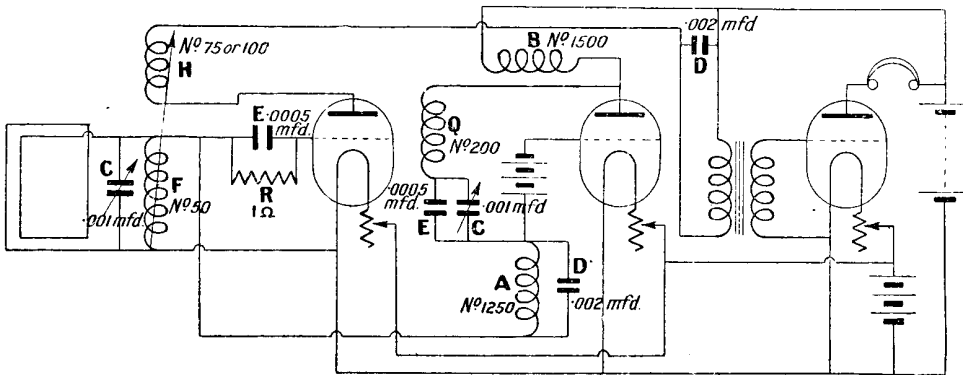 Nº 75 or 100
H
B Nº 1500
.002 mfd
D
E .0005
mfd.
R
1Ω
C
.001 mfd.
F
Nº 50
Q
Nº 200
.0005
mfd.
E
.001 mfd
C
A
Nº 1250
D
.002 mfd.